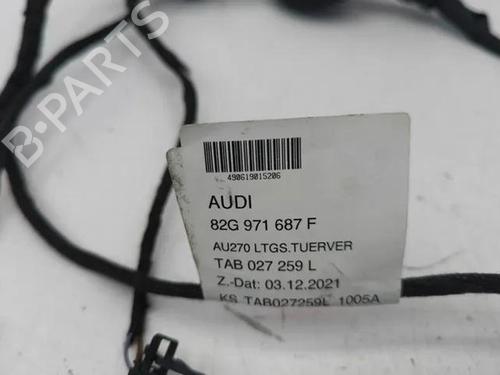 B-PARTS
490619015206
AUDI
82G 971 687 F
AU270 LTGS.TUERVER
TAB 027 259 L
Z.-Dat: 03.12.2021
KS TAB027259L 1005A